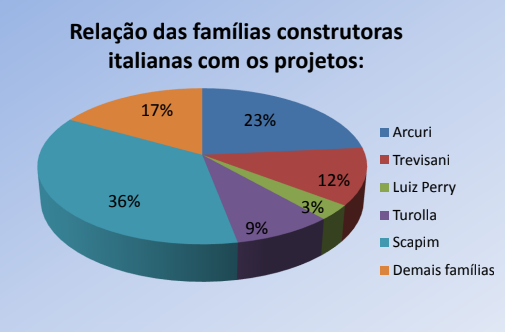 Relação das famílias construtoras
italianas com os projetos:
17%
23%
12%
3%
9%
36%
Arcuri
Trevisani
Luiz Perry
Turolla
Scapim
Demais famílias